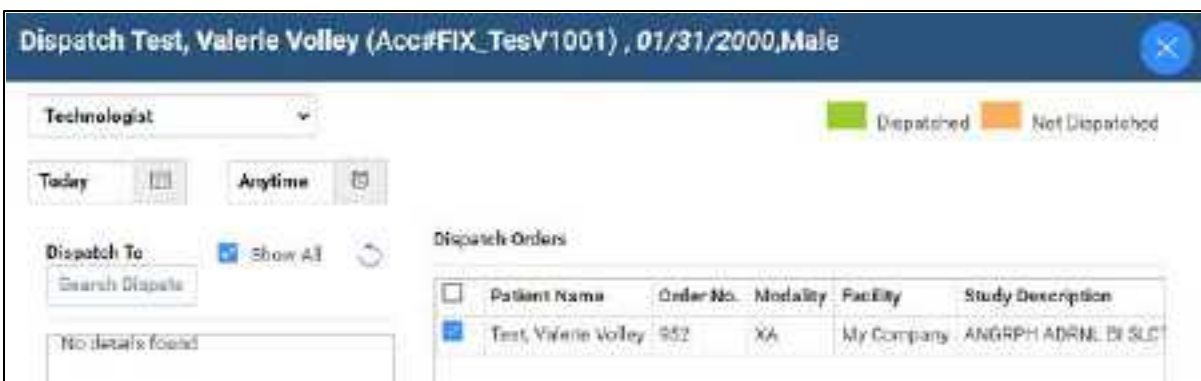 Dispatch Test, Valerie Volley (Acc#FIX_TesV1001) , 01/31/2000,Male
Technologist
Dispatched Not Dispatched
Today Anytime
Dispatch To Show All
Search Dispatc
No details found
Dispatch Orders
Patient Name Order No. Modality Facility Study Description
Test, Valerie Volley 952 XA My Company ANGRPH ADRNL BI SLCT